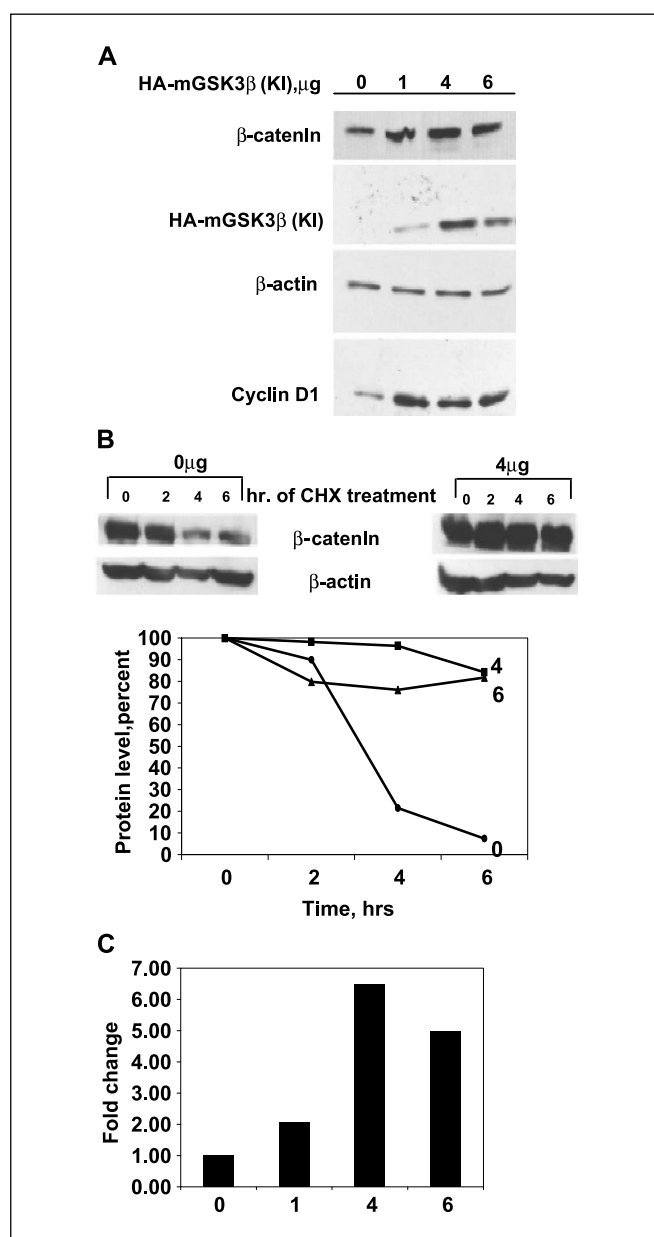 A
HA-mGSK3β (KI),μg 0 1 4 6
β-catenIn
HA-mGSK3β (KI)
β-actin
Cyclin D1
B
0μg 4μg
0 2 4 6 hr. of CHX treatment 0 2 4 6
β-catenIn
β-actin
100
90
80
70
60
50
40
30
20
10
0
Protein level,percent
4
6
0
0 2 4 6
Time, hrs
C
7.00
6.00
5.00
4.00
3.00
2.00
1.00
0.00
Fold change
0 1 4 6